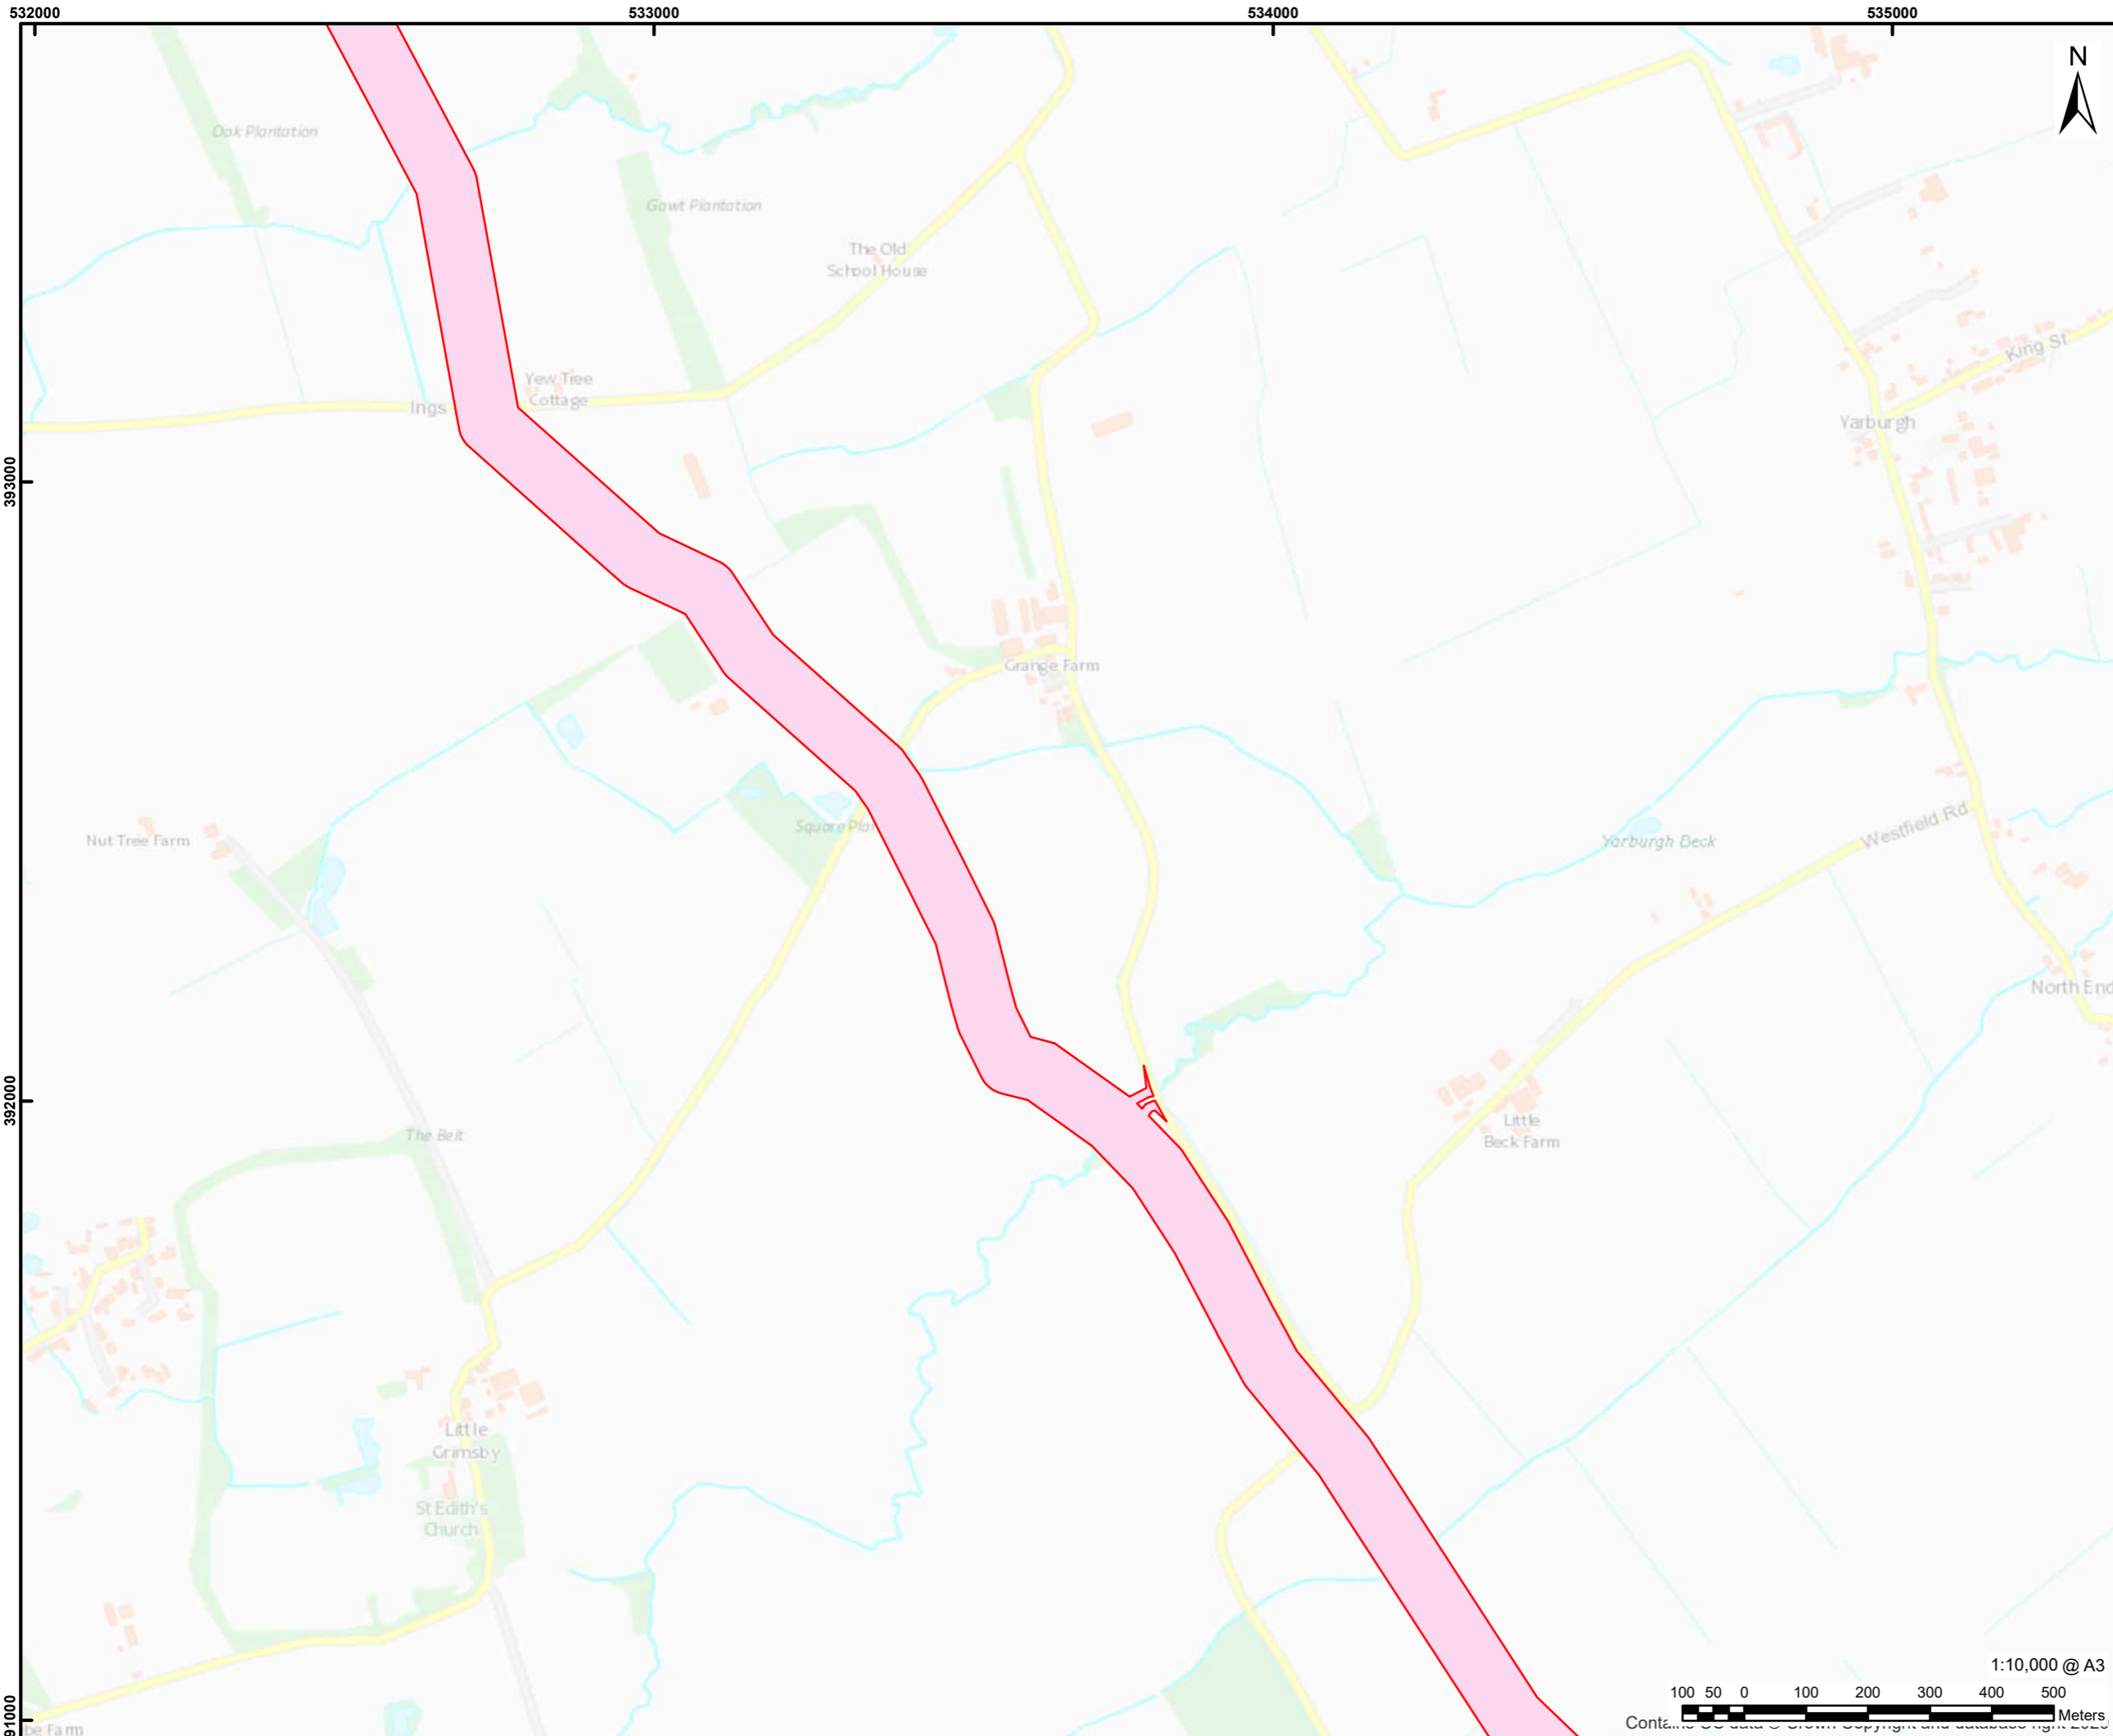 532000
533000
534000
535000
N
Oak Plantation
Gowt Plantation
The Old
School House
King St
Yew Tree
Cottage
Ings
Yarburgh
393000
Grange Farm
Square
Nut Tree Farm
Yarburgh Beck
Westfield Rd
North End
392000
The Belt
Little
Beck Farm
Little
Grimsby
St Edith's
Church
1:10,000 @ A3
100 50 0 100 200 300 400 500
Meters
Farm